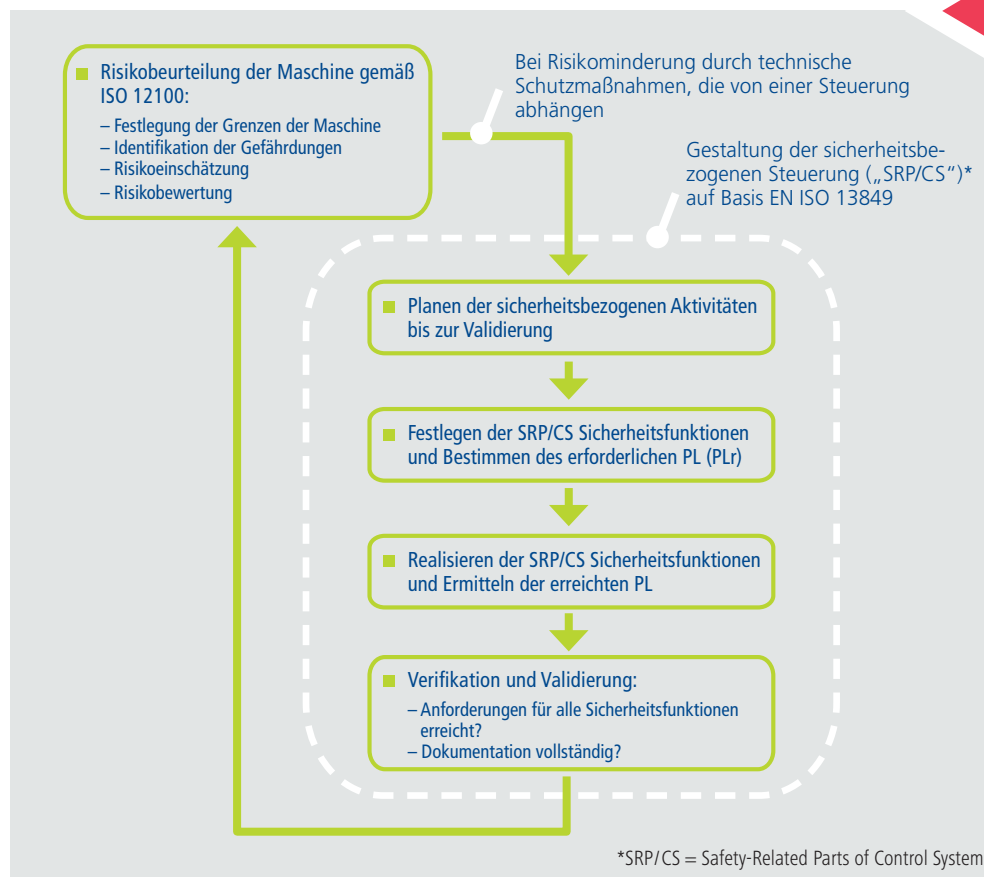 ■ Risikobeurteilung der Maschine gemäß
ISO 12100:
– Festlegung der Grenzen der Maschine
– Identifikation der Gefährdungen
– Risikoeinschätzung
– Risikobewertung
Bei Risikominderung durch technische
Schutzmaßnahmen, die von einer Steuerung
abhängen
Gestaltung der sicherheitsbe-
zogenen Steuerung („SRP/CS")*
auf Basis EN ISO 13849
■ Planen der sicherheitsbezogenen Aktivitäten
bis zur Validierung
■ Festlegen der SRP/CS Sicherheitsfunktionen
und Bestimmen des erforderlichen PL (PLr)
■ Realisieren der SRP/CS Sicherheitsfunktionen
und Ermitteln der erreichten PL
■ Verifikation und Validierung:
– Anforderungen für alle Sicherheitsfunktionen
erreicht?
– Dokumentation vollständig?
*SRP/CS = Safety-Related Parts of Control System